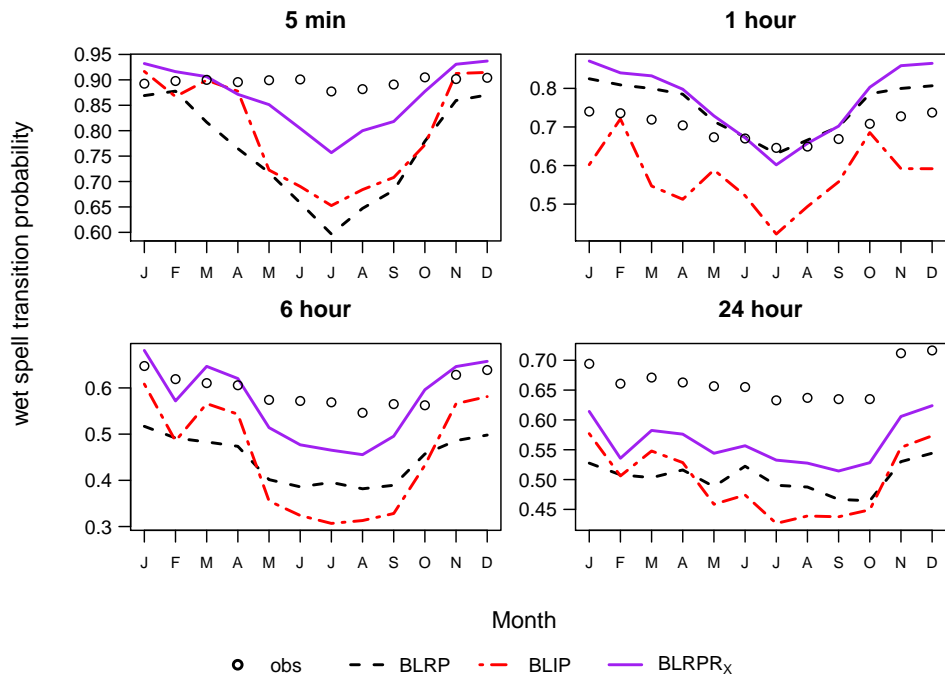 5 min
1 hour
wet spell transition probability
0.95
0.90
0.85
0.80
0.75
0.70
0.65
0.60
J F M A M J J A S O N D
0.8
0.7
0.6
0.5
J F M A M J J A S O N D
6 hour
24 hour
0.6
0.5
0.4
0.3
J F M A M J J A S O N D
0.70
0.65
0.60
0.55
0.50
0.45
J F M A M J J A S O N D
Month
obs BLRP BLIP BLRPR_X